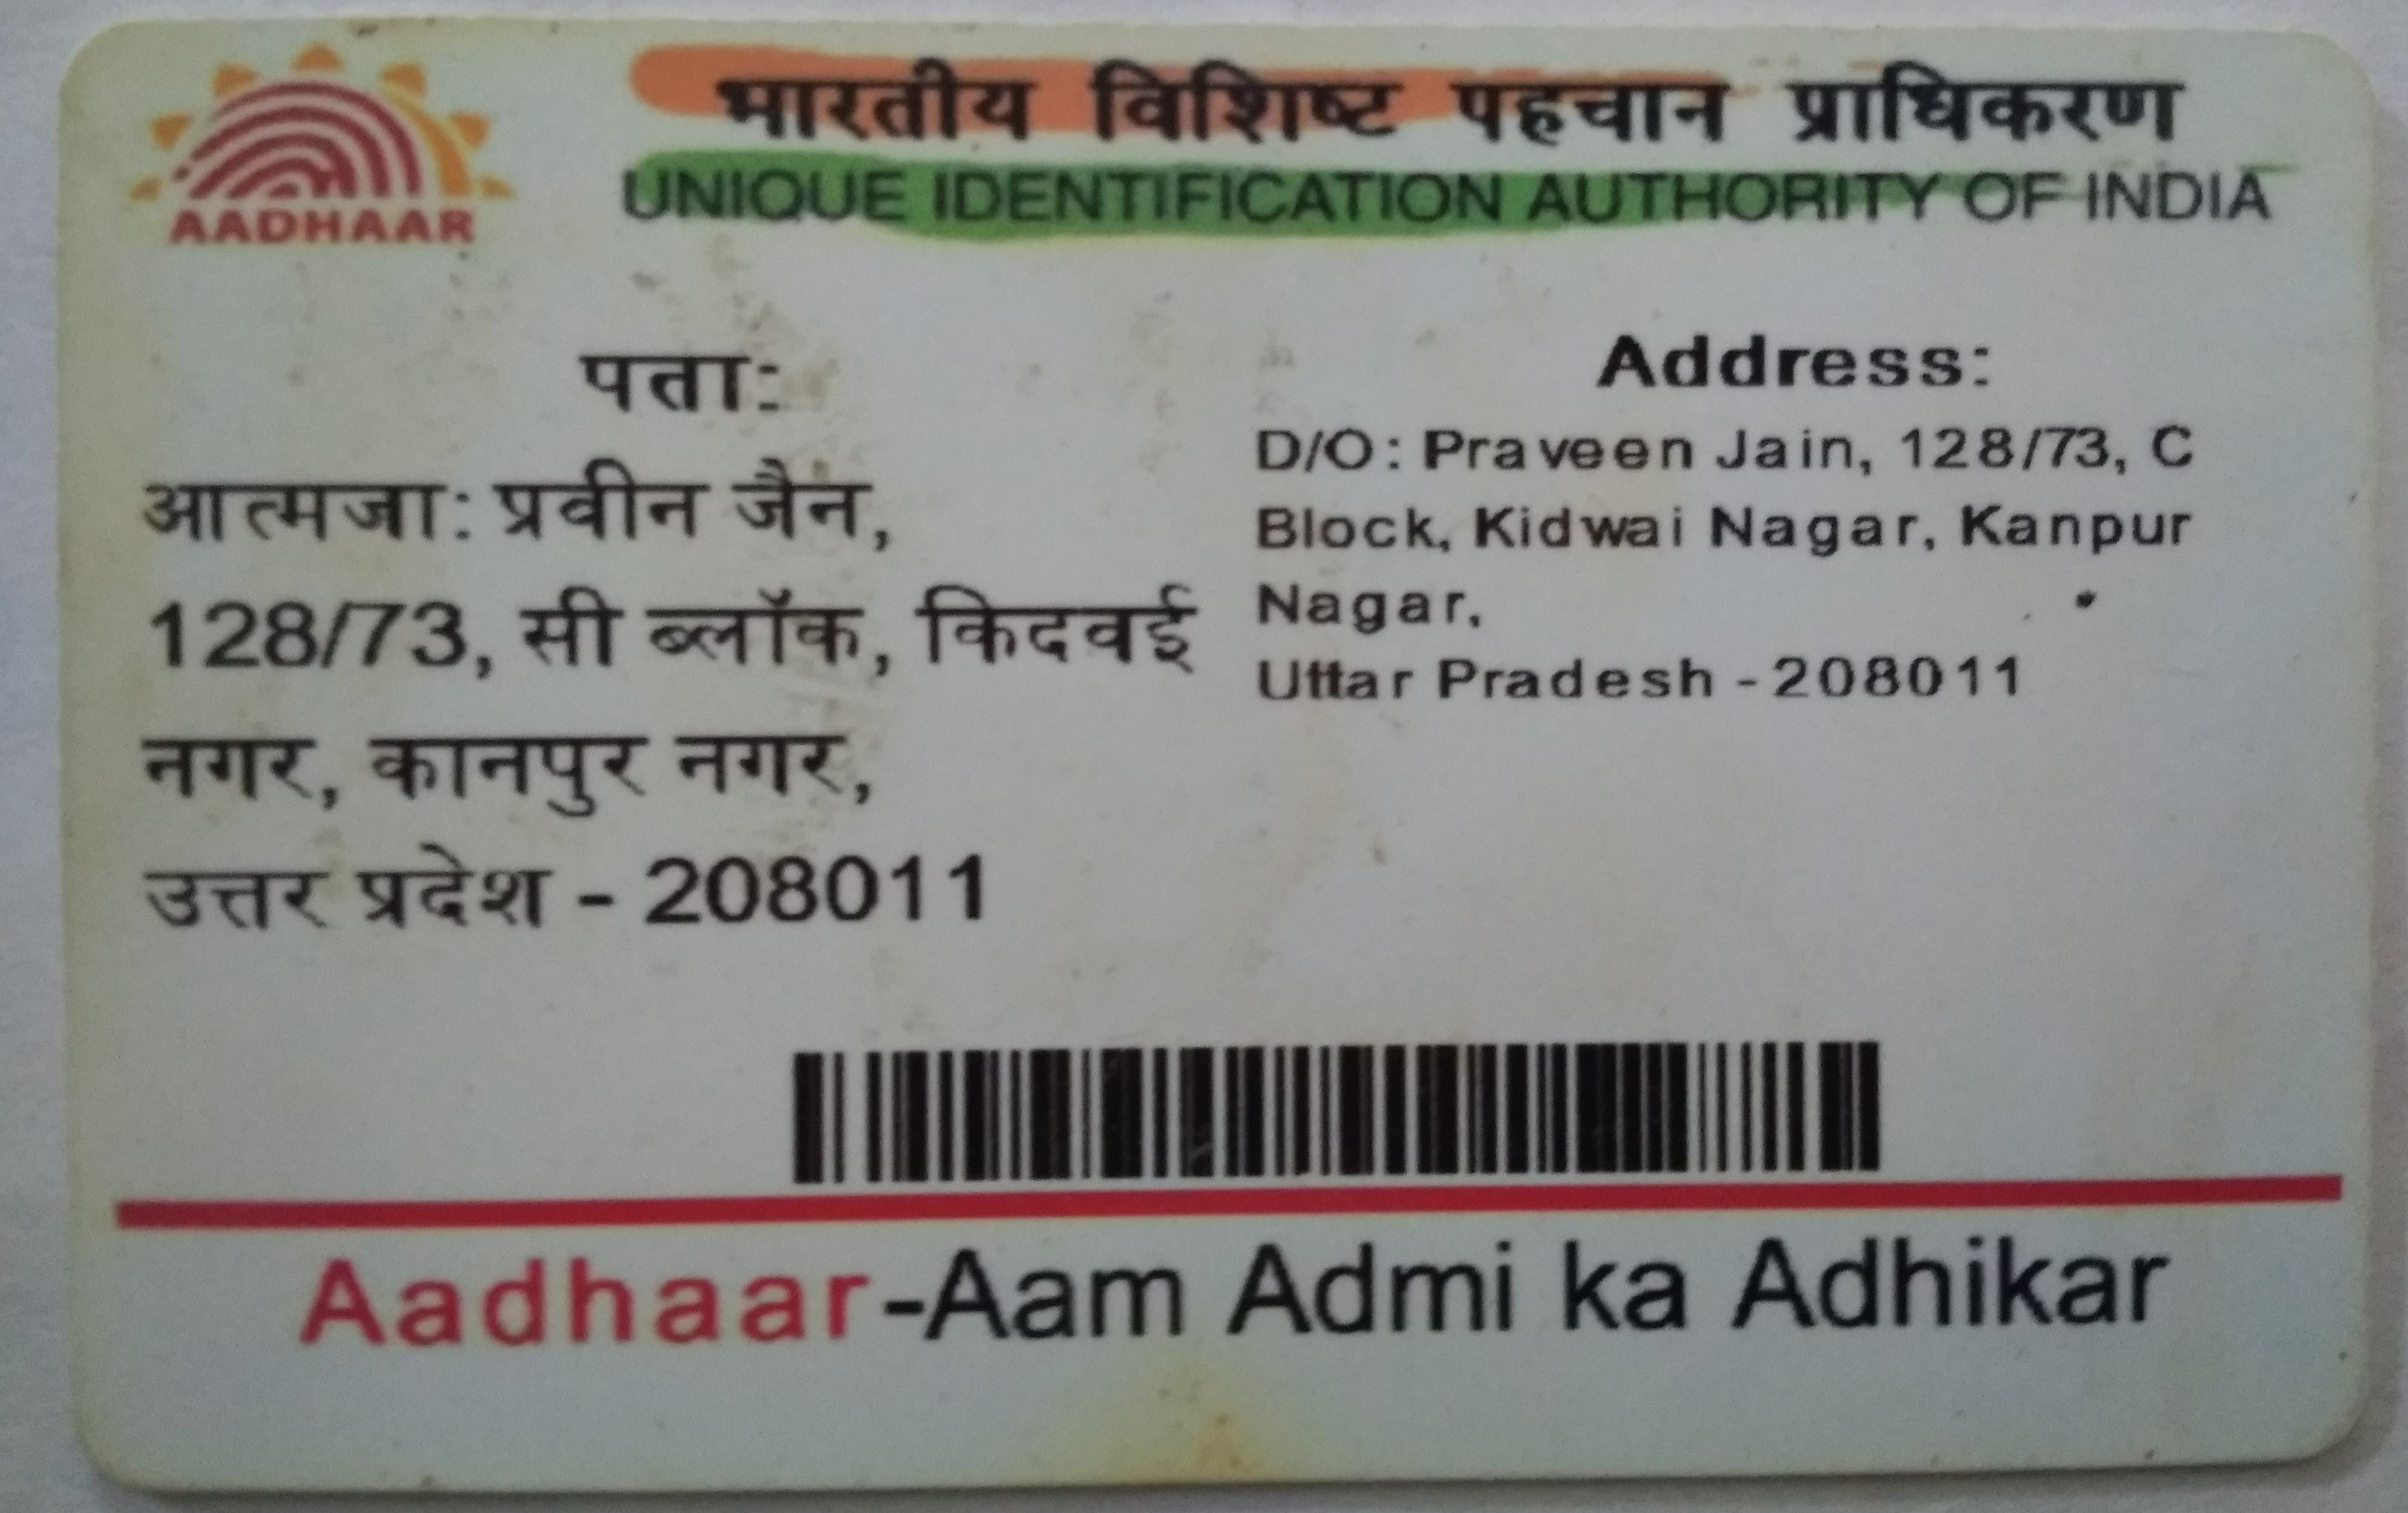 AADHAAR
भारतीय विशिष्ट पहचान प्राधिकरण
UNIQUE IDENTIFICATION AUTHORITY OF INDIA
पता:
आत्मजा: प्रवीन जैन,
128/73, सी ब्लॉक, किदवई
नगर, कानपुर नगर,
उत्तर प्रदेश - 208011
Address:
D/O: Praveen Jain, 128/73, C
Block, Kidwai Nagar, Kanpur
Nagar,
Uttar Pradesh - 208011
Aadhaar-Aam Admi ka Adhikar